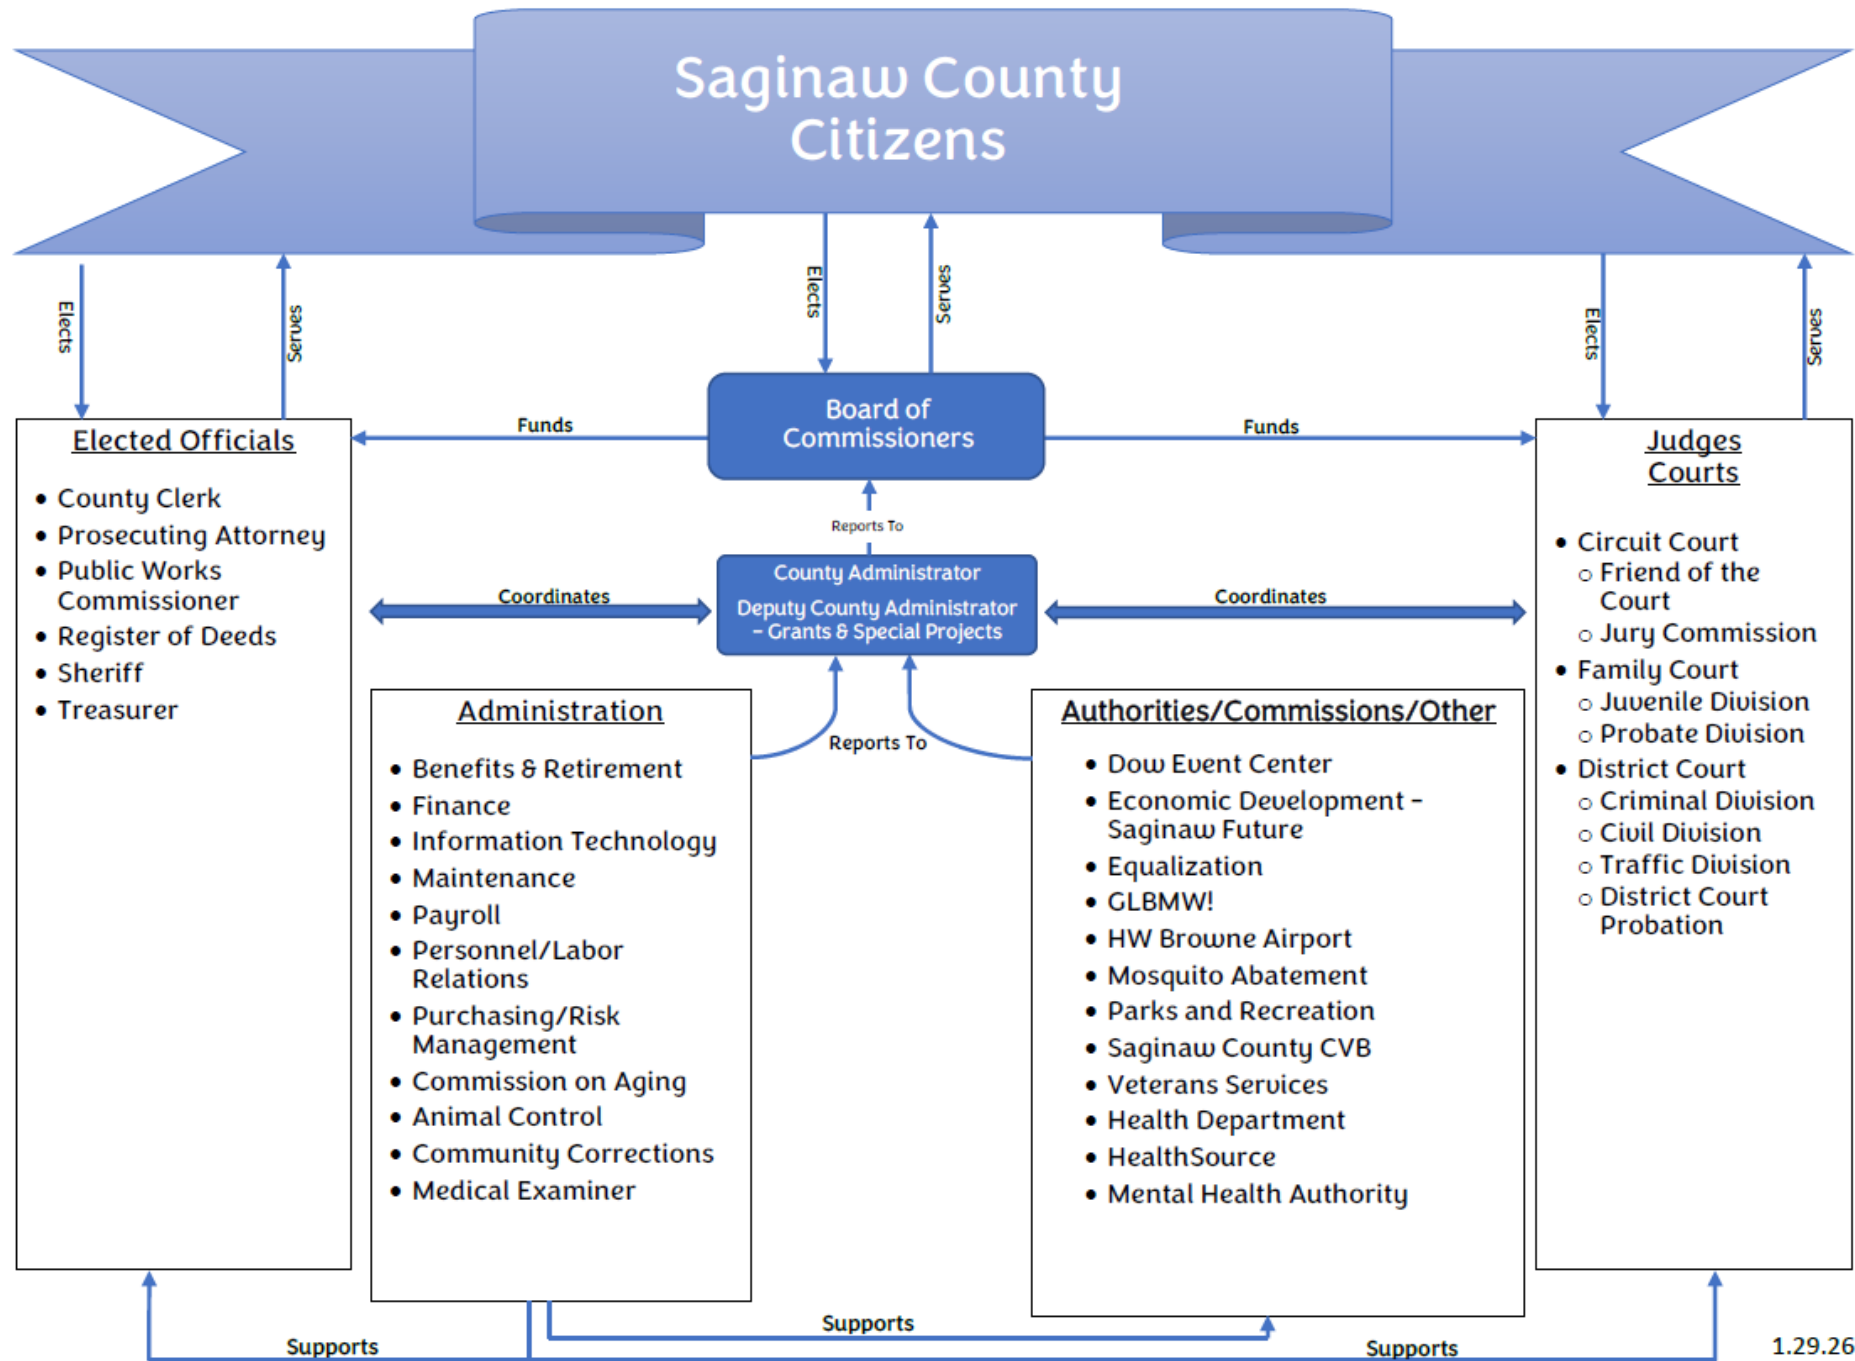 Saginaw County
Citizens
Elects
Serves
Elects
Serves
Elects
Serves
Elected Officials
• County Clerk
• Prosecuting Attorney
• Public Works
Commissioner
• Register of Deeds
• Sheriff
• Treasurer
Funds
Board of
Commissioners
Funds
Reports To
Coordinates
County Administrator
Deputy County Administrator
– Grants & Special Projects
Coordinates
Reports To
Administration
• Benefits & Retirement
• Finance
• Information Technology
• Maintenance
• Payroll
• Personnel/Labor
Relations
• Purchasing/Risk
Management
• Commission on Aging
• Animal Control
• Community Corrections
• Medical Examiner
Authorities/Commissions/Other
• Dow Event Center
• Economic Development –
Saginaw Future
• Equalization
• GLBMW!
• HW Browne Airport
• Mosquito Abatement
• Parks and Recreation
• Saginaw County CVB
• Veterans Services
• Health Department
• HealthSource
• Mental Health Authority
Judges
Courts
• Circuit Court
o Friend of the
Court
o Jury Commission
• Family Court
o Juvenile Division
o Probate Division
• District Court
o Criminal Division
o Civil Division
o Traffic Division
o District Court
Probation
Supports
Supports
Supports
1.29.26